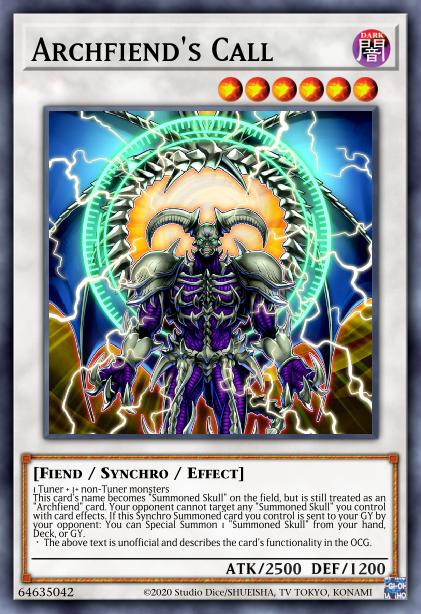 ARCHFIEND'S CALL
DARK
闇
[FIEND / SYNCHRO / EFFECT]
1 Tuner + 1+ non-Tuner monsters
This card's name becomes "Summoned Skull" on the field, but is still treated as an
"Archfiend" card. Your opponent cannot target any "Summoned Skull" you control
with card effects. If this Synchro Summoned card you control is sent to your GY by
your opponent: You can Special Summon 1 "Summoned Skull" from your hand,
Deck, or GY.
· The above text is unofficial and describes the card's functionality in the OCG.
ATK/2500 DEF/1200
64635042
©2020 Studio Dice/SHUEISHA, TV TOKYO, KONAMI